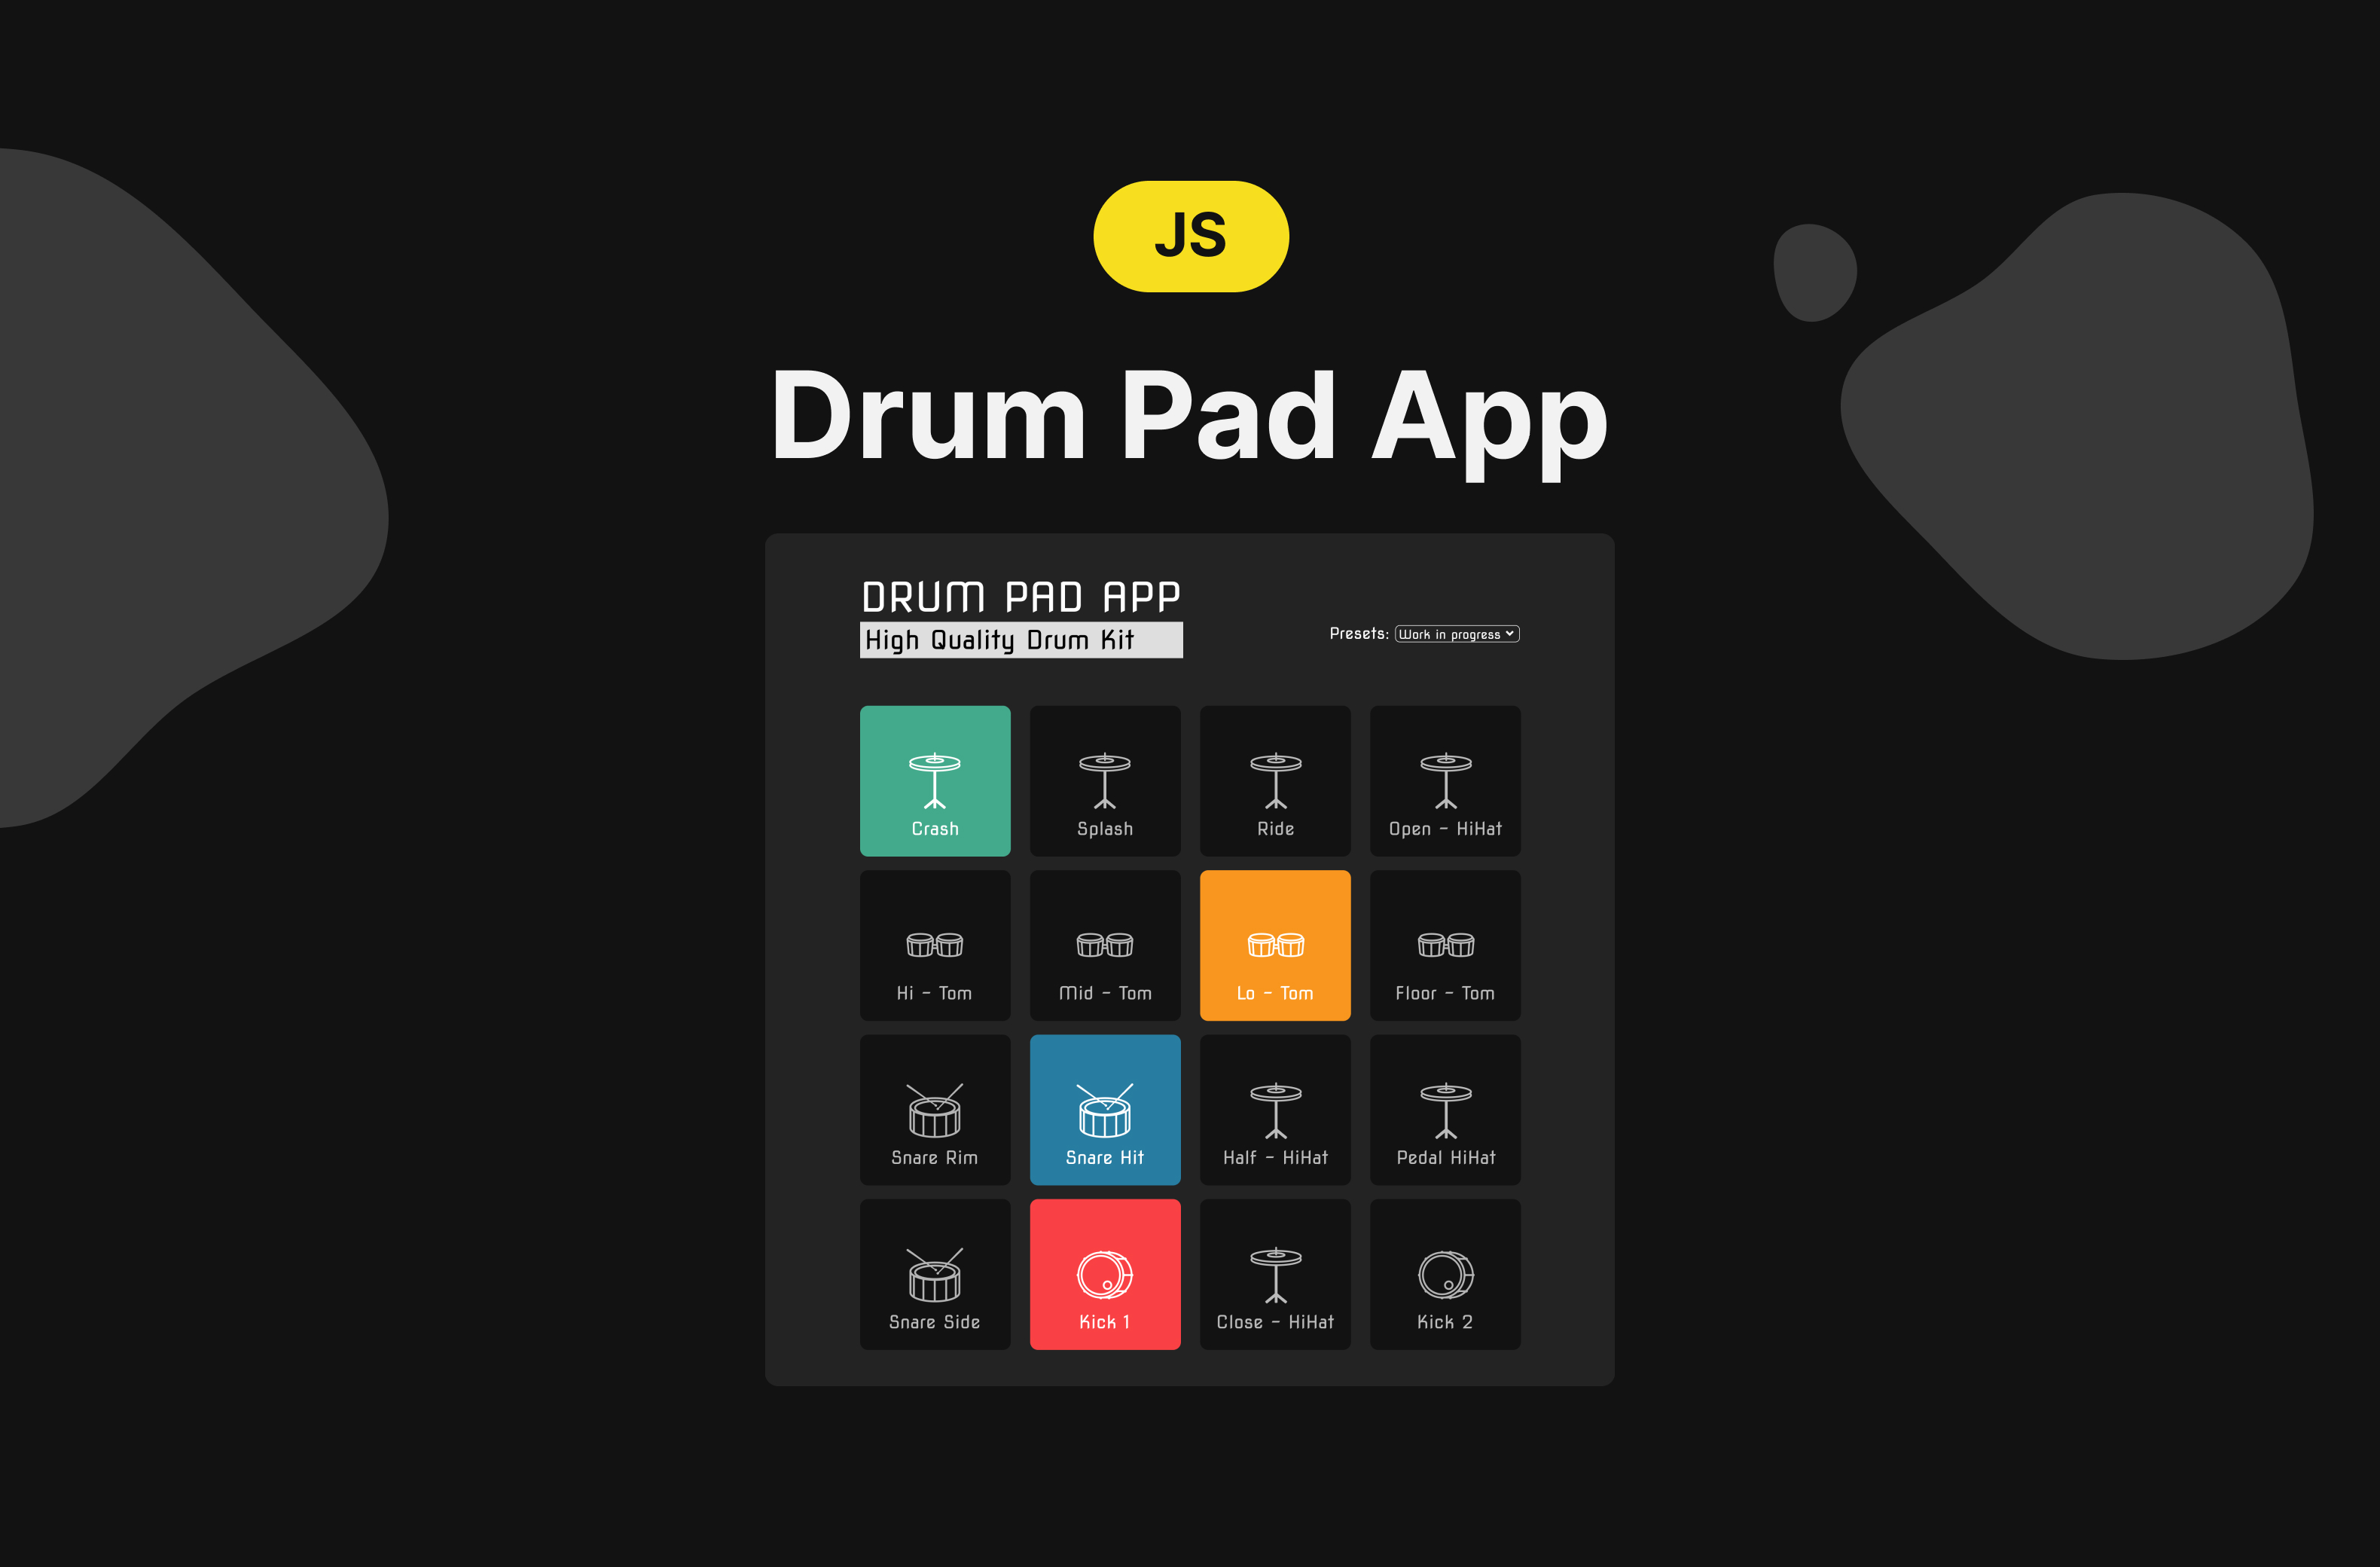 JS
Drum Pad App
DRUM PAD APP
High Quality Drum Kit
Presets: Work in progress
Crash
Splash
Ride
Open - HiHat
Hi - Tom
Mid - Tom
Lo - Tom
Floor - Tom
Snare Rim
Snare Hit
Half - HiHat
Pedal HiHat
Snare Side
Kick 1
Close - HiHat
Kick 2